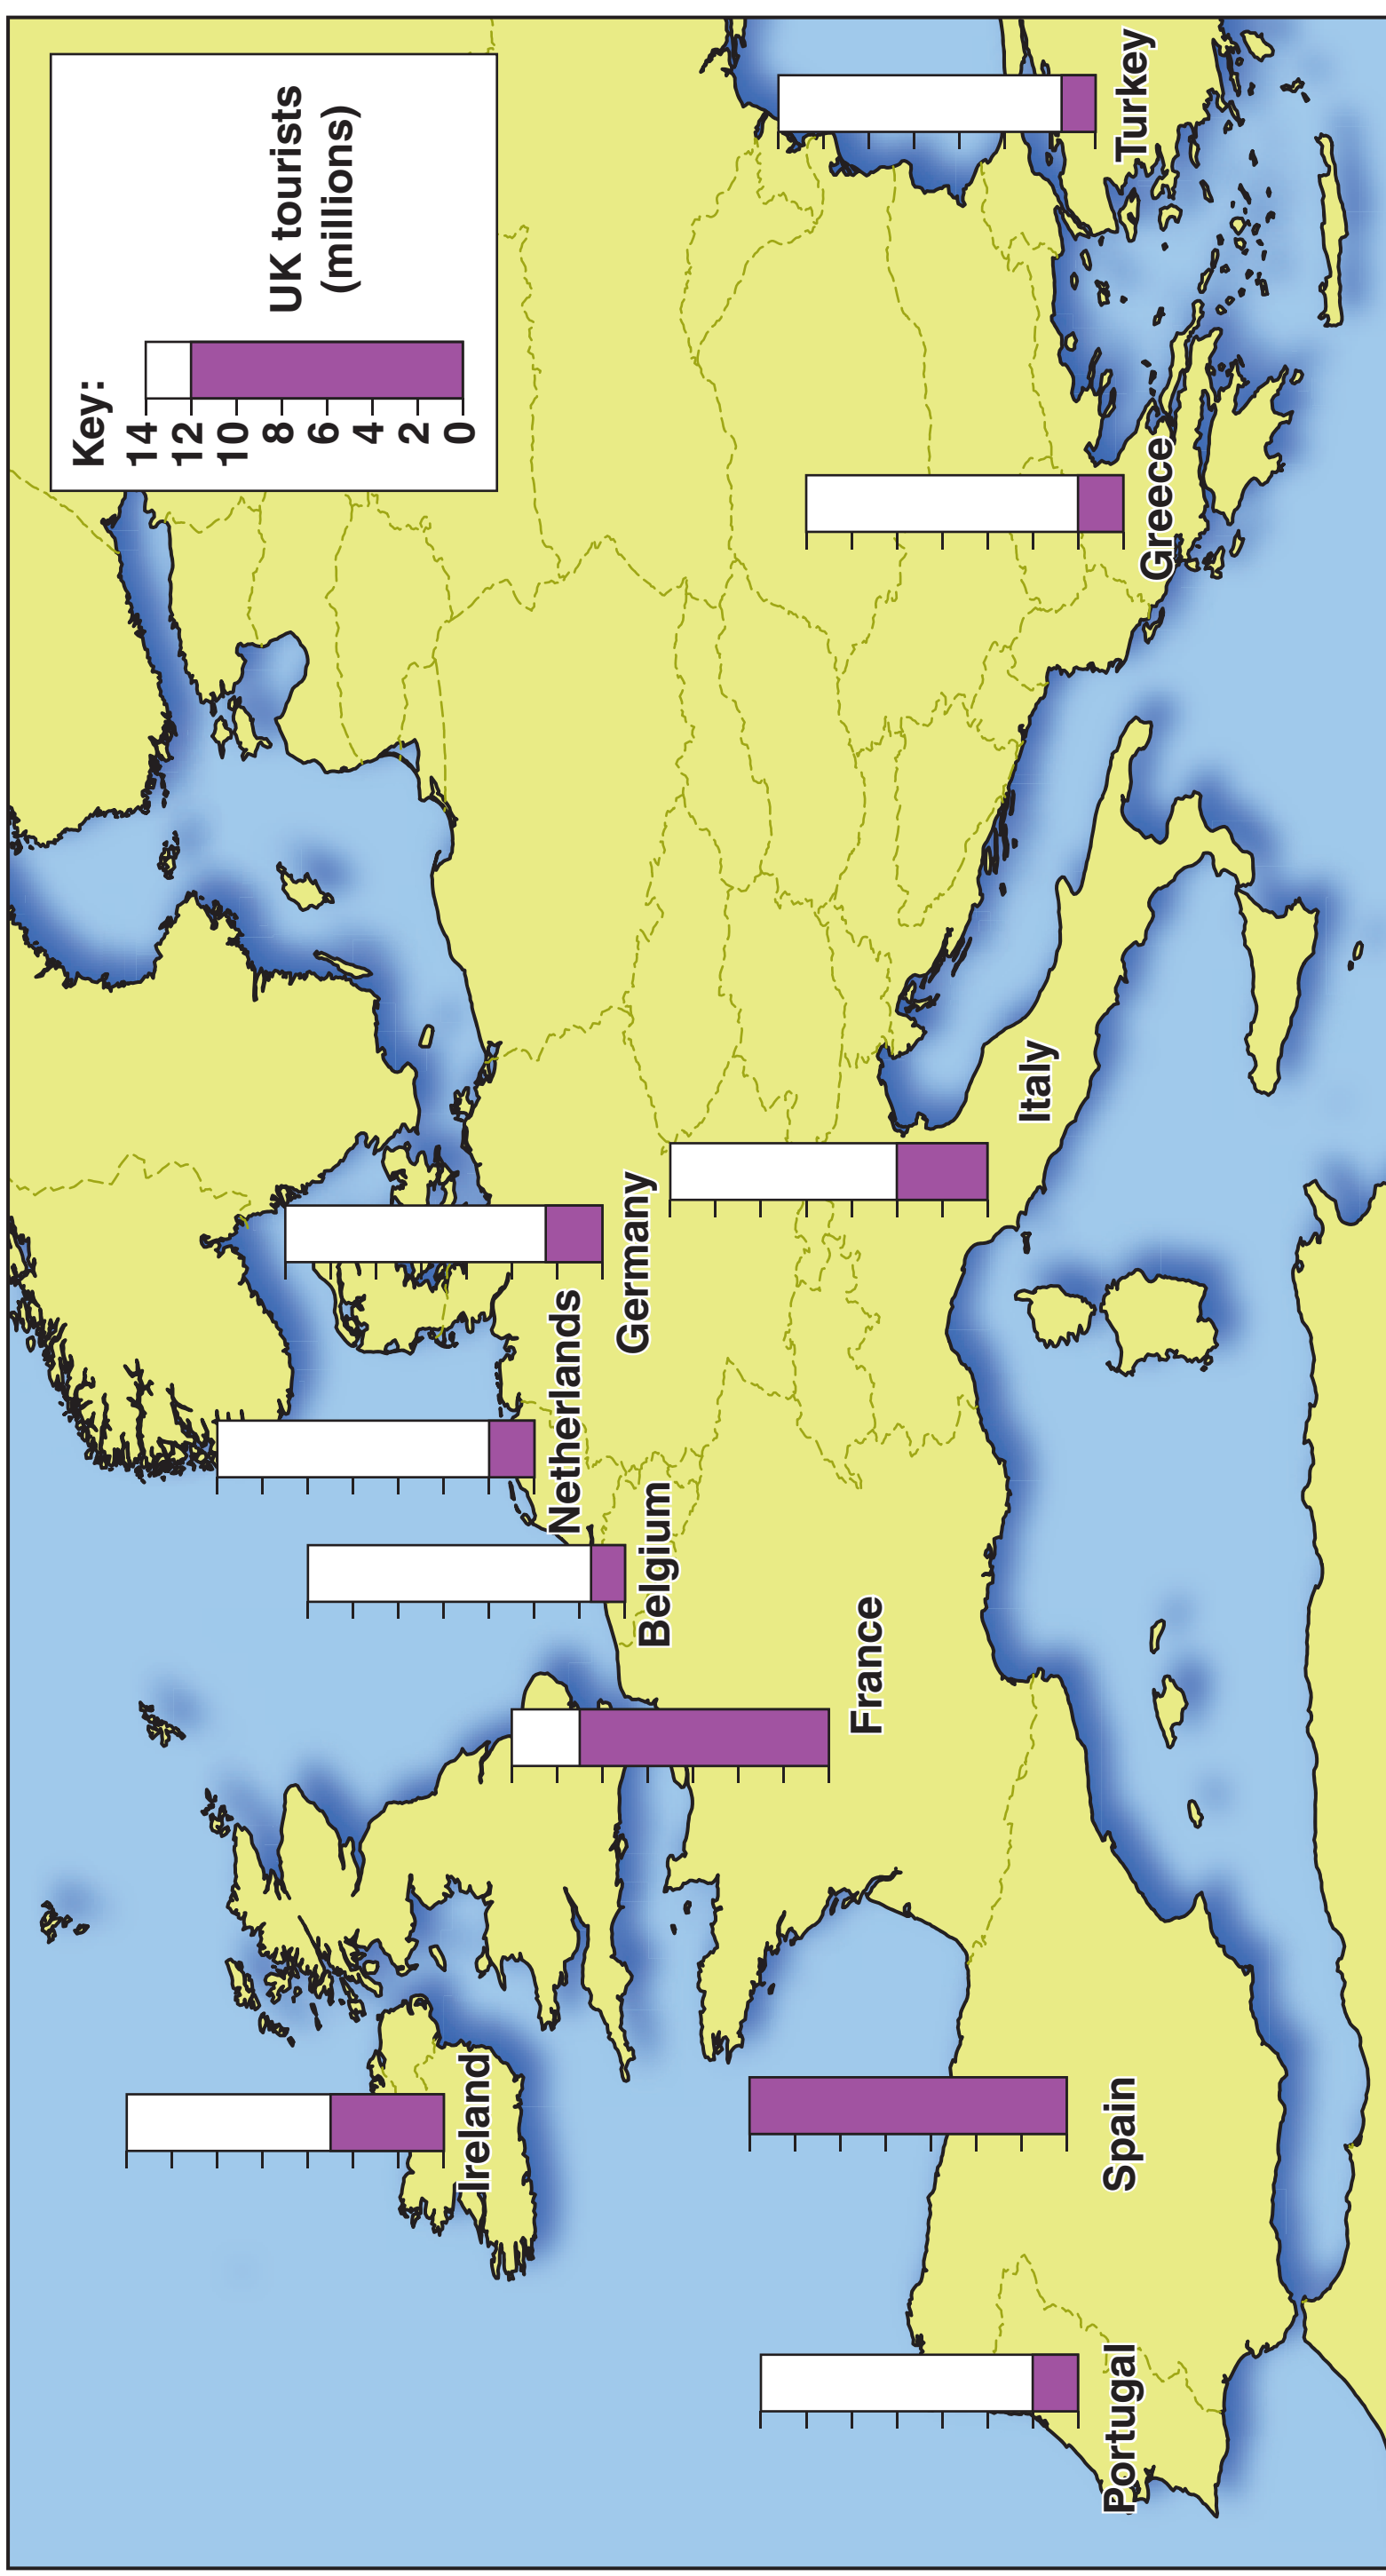 Key:
14
12
10
8
6
4
2
0
UK tourists
(millions)
Ireland
Netherlands
Germany
Belgium
France
Italy
Spain
Portugal
Greece
Turkey